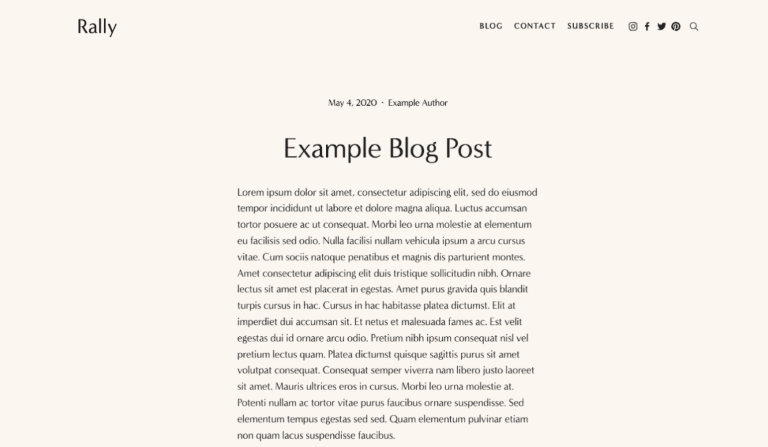 Rally
BLOG CONTACT SUBSCRIBE
May 4, 2020 · Example Author
Example Blog Post
Lorem ipsum dolor sit amet, consectetur adipiscing elit, sed do eiusmod
tempor incididunt ut labore et dolore magna aliqua. Luctus accumsan
tortor posuere ac ut consequat. Morbi leo urna molestie at elementum
eu facilisis sed odio. Nulla facilisi nullam vehicula ipsum a arcu cursus
vitae. Cum sociis natoque penatibus et magnis dis parturient montes.
Amet consectetur adipiscing elit duis tristique sollicitudin nibh. Ornare
lectus sit amet est placerat in egestas. Amet purus gravida quis blandit
turpis cursus in hac. Cursus in hac habitasse platea dictumst. Elit at
imperdiet dui accumsan sit. Et netus et malesuada fames ac. Est velit
egestas dui id ornare arcu odio. Pretium nibh ipsum consequat nisl vel
pretium lectus quam. Platea dictumst quisque sagittis purus sit amet
volutpat consequat. Consequat semper viverra nam libero justo laoreet
sit amet. Mauris ultrices eros in cursus. Morbi leo urna molestie at.
Potenti nullam ac tortor vitae purus faucibus ornare suspendisse. Sed
elementum tempus egestas sed sed. Quam elementum pulvinar etiam
non quam lacus suspendisse faucibus.